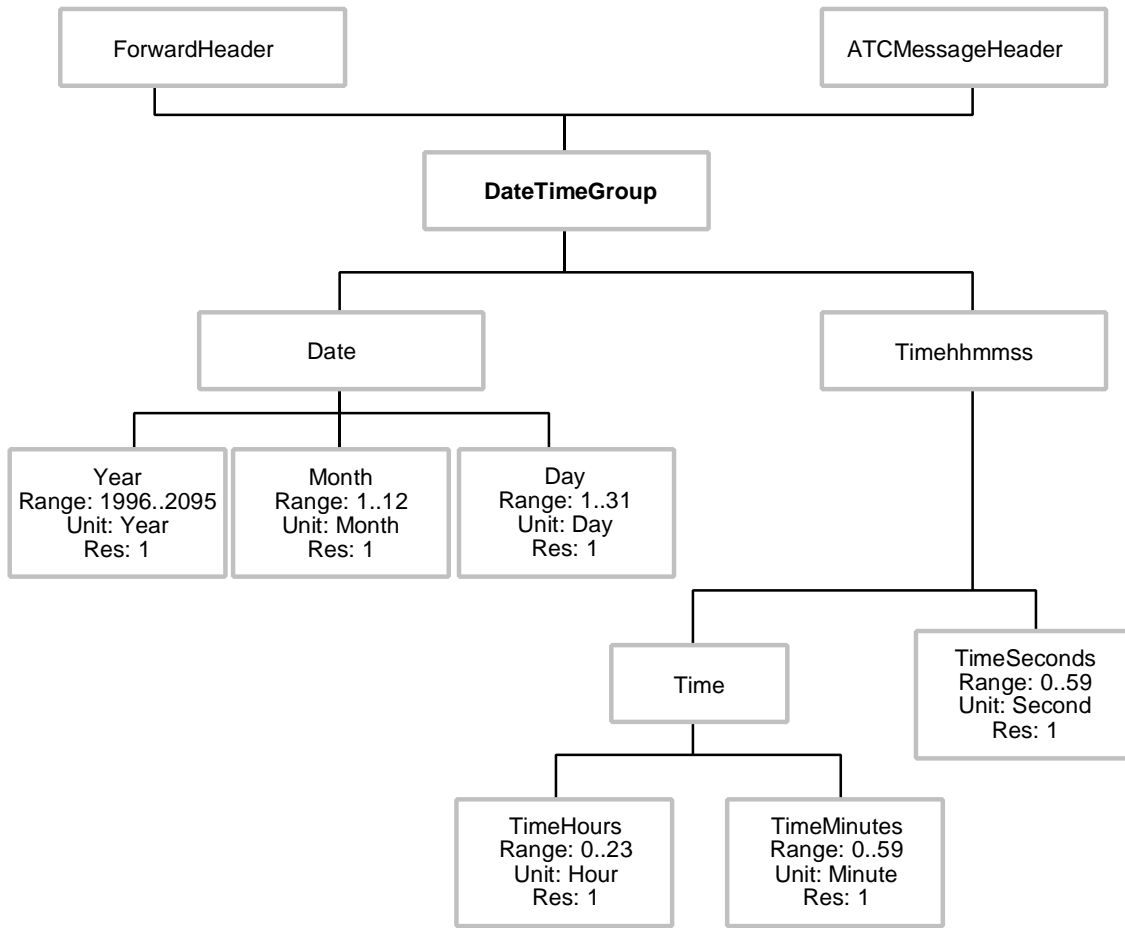 ForwardHeader
ATCMessageHeader
DateTimeGroup
Date
Timehhmmss
Year
Range: 1996..2095
Unit: Year
Res: 1
Month
Range: 1..12
Unit: Month
Res: 1
Day
Range: 1..31
Unit: Day
Res: 1
Time
TimeSeconds
Range: 0..59
Unit: Second
Res: 1
TimeHours
Range: 0..23
Unit: Hour
Res: 1
TimeMinutes
Range: 0..59
Unit: Minute
Res: 1